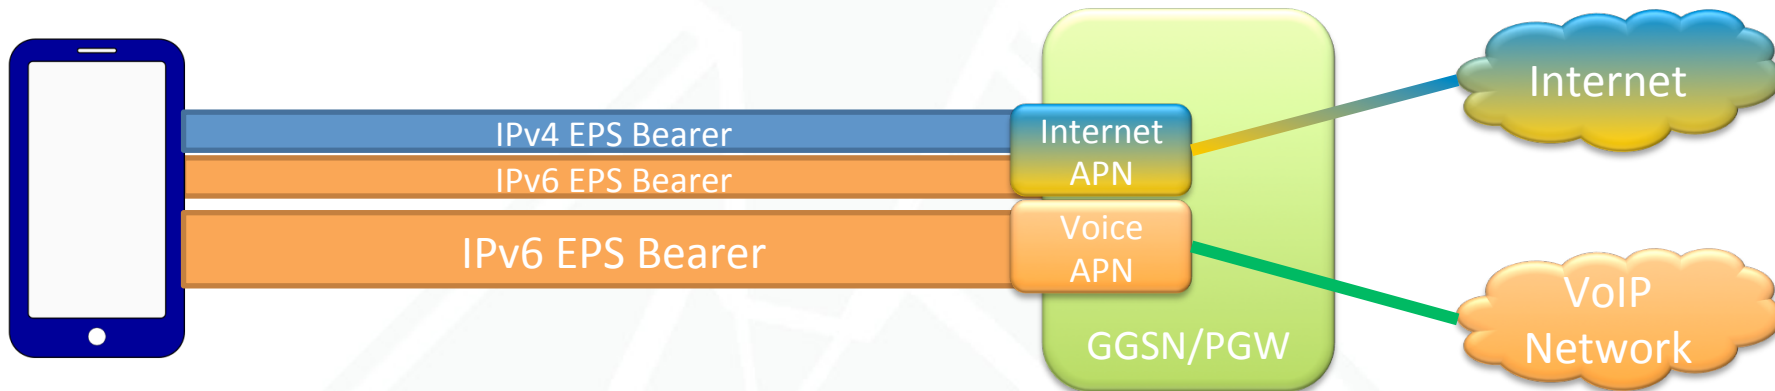 IPv4 EPS Bearer
IPv6 EPS Bearer
IPv6 EPS Bearer
Internet
APN
Voice
APN
GGSN/PGW
Internet
VoIP
Network